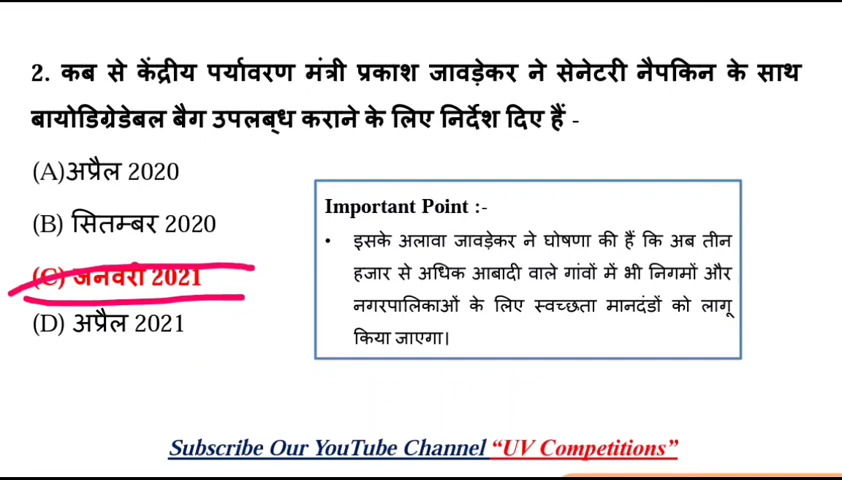 2. कब से केंद्रीय पर्यावरण मंत्री प्रकाश जावड़ेकर ने सेनेटरी नैपकिन के साथ
बायोडिग्रेडेबल बैग उपलब्ध कराने के लिए निर्देश दिए हैं -
(A)अप्रैल 2020
(B) सितम्बर 2020
(C) जनवरी 2021
(D) अप्रैल 2021
Important Point :-
• इसके अलावा जावड़ेकर ने घोषणा की हैं कि अब तीन
हजार से अधिक आबादी वाले गांवों में भी निगमों और
नगरपालिकाओं के लिए स्वच्छता मानदंडों को लागू
किया जाएगा।
Subscribe Our YouTube Channel “UV Competitions”